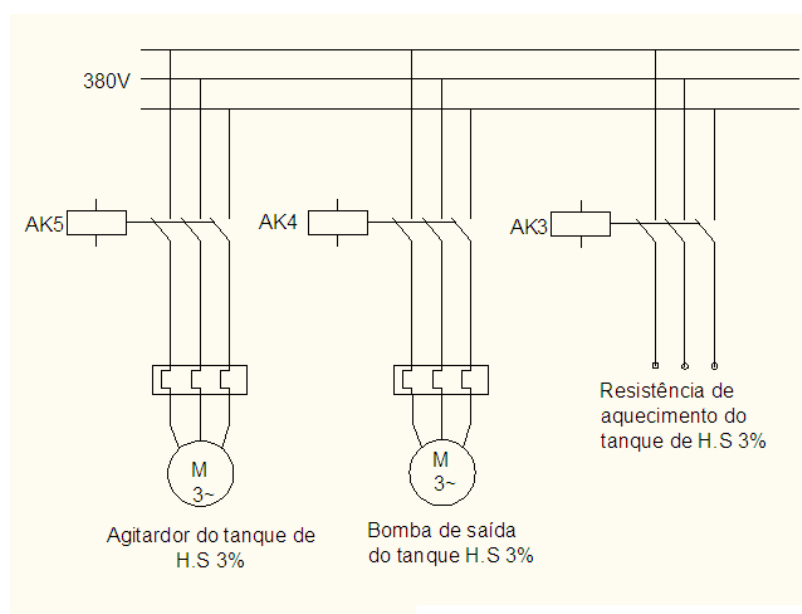 380V
AK5
AK4
AK3
M
3~
M
3~
Agitardor do tanque de
H.S 3%
Bomba de saída
do tanque H.S 3%
Resistência de
aquecimento do
tanque de H.S 3%